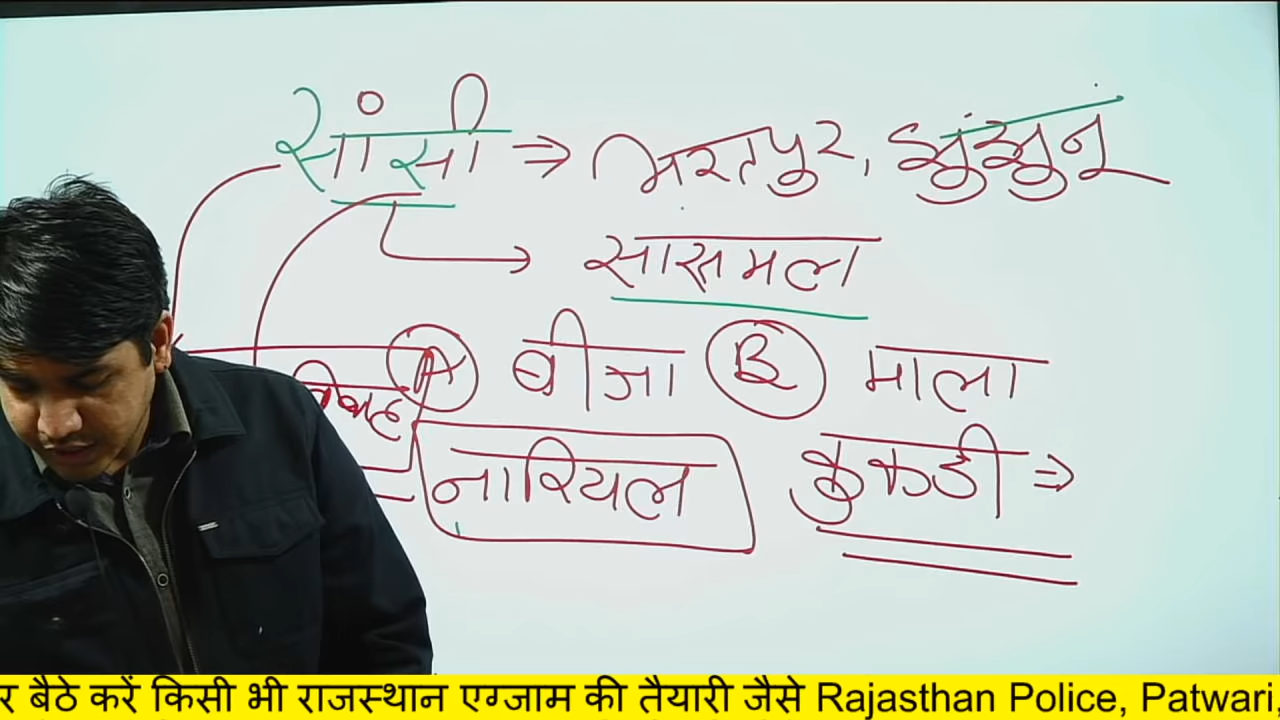 सांसी ⇒ भरतपुर, झुंझुनू
→ सासमल
A बीजा B माला
विवाह
नारियल कुकडी ⇒
र बैठे करें किसी भी राजस्थान एग्जाम की तैयारी जैसे Rajasthan Police, Patwari,